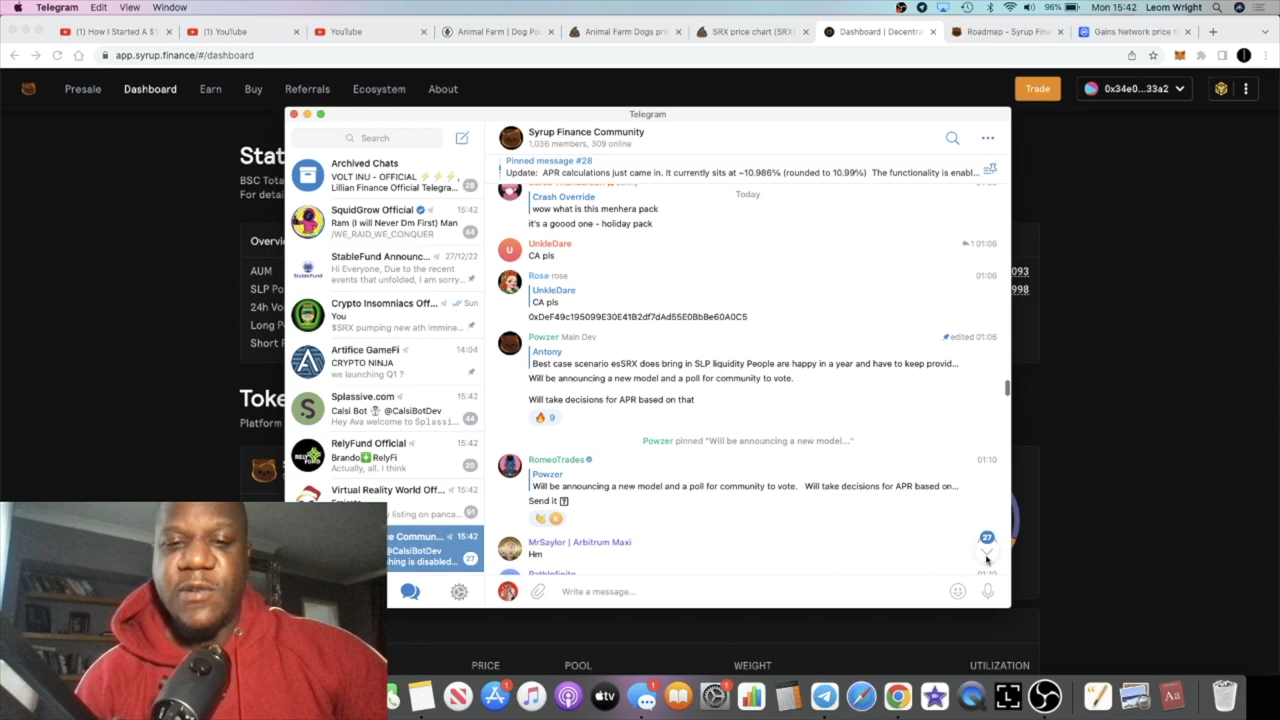 Telegram Edit View Window
96% Mon 15:42 Leom Wright
(1) How I Started A $1
(1) YouTube
YouTube
Animal Farm | Dog Pou
Animal Farm Dogs pri
SRX price chart (SRX)
Dashboard | Decentra
Roadmap - Syrup Fina
Gains Network price t
app.syrup.finance/#/dashboard
Presale Dashboard Earn Buy Referrals Ecosystem About
Trade
0x34e0...33a2
Stat
BSC Tota
For detai
Overvi
AUM
SLP Po
24h Vo
Long P
Short F
093
998
Toke
Platform
PRICE POOL WEIGHT UTILIZATION
Telegram
Search
Archived Chats
VOLT INU - OFFICIAL ⚡⚡⚡,
Lillian Finance Official Telegra...
28
SquidGrow Official 15:42
Ram (I will Never Dm First) Man
/WE_RAID_WE_CONQUER
44
StableFund Announc... 27/12/22
Hi Everyone, Due to the recent
events that unfolded, I am sorry...
StableFund
Crypto Insomniacs Off... Sun
You
$SRX pumping new ath immine...
Artifice GameFi 14:04
CRYPTO NINJA
we launching Q1 ?
S
Splassive.com 15:42
Calsi Bot @CalsiBotDev
Hey Ava welcome to Splassi...
44
RELYFUND
RelyFund Official 15:42
Brando➕RelyFi
Actually, all. I think
20
Virtual Reality World Off... 15:42
listing on panca...
91
ce Commun... 15:42
@CalsiBotDev
hing is disabled...
27
Syrup Finance Community
1,036 members, 309 online
Pinned message #28
Update: APR calculations just came in. It currently sits at ~10.986% (rounded to 10.99%) The functionality is enabl...
Today
Crash Override
wow what is this menhera pack
it's a goood one - holiday pack
U
UnkleDare 1 01:06
CA pls
Rose rose 01:06
UnkleDare
CA pls
0xDeF49c195099E30E41B2df7dAd55E0BbBe60A0C5
Powzer Main Dev edited 01:06
Antony
Best case scenario esSRX does bring in SLP liquidity People are happy in a year and have to keep provid...
Will be announcing a new model and a poll for community to vote.
Will take decisions for APR based on that
🔥 9
Powzer pinned "Will be announcing a new model..."
RomeoTrades 01:10
Powzer
Will be announcing a new model and a poll for community to vote. Will take decisions for APR based on...
Send it
MrSaylor | Arbitrum Maxi
Hm
27
PathInfinite 01:10
Write a message...